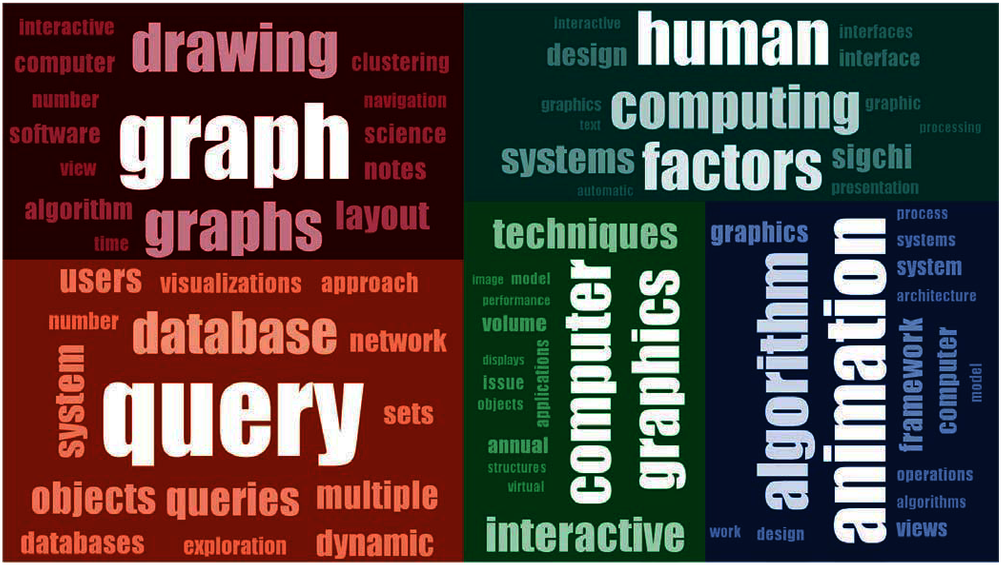 interactive
drawing
computer
clustering
number
navigation
graph
software
science
view
notes
algorithm
graphs
layout
time
interactive
human
interfaces
design
interface
graphics
computing
graphic
text
processing
systems
factors
sigchi
automatic
presentation
users
visualizations
approach
number
database
network
system
query
sets
objects
queries
multiple
databases
exploration
dynamic
techniques
image
model
performance
volume
displays
applications
issue
objects
computer
graphics
annual
structures
virtual
interactive
graphics
algorithm
animation
process
systems
system
architecture
framework
computer
model
operations
algorithms
work
design
views